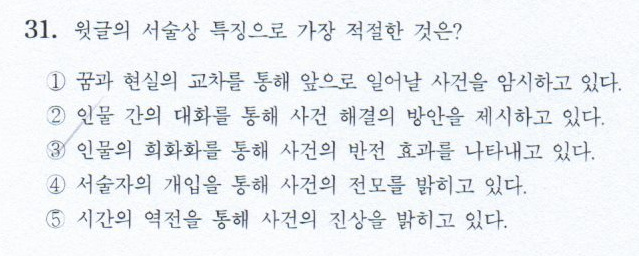 31. 윗글의 서술상 특징으로 가장 적절한 것은?
① 꿈과 현실의 교차를 통해 앞으로 일어날 사건을 암시하고 있다.
② 인물 간의 대화를 통해 사건 해결의 방안을 제시하고 있다.
③ 인물의 희화화를 통해 사건의 반전 효과를 나타내고 있다.
④ 서술자의 개입을 통해 사건의 전모를 밝히고 있다.
⑤ 시간의 역전을 통해 사건의 진상을 밝히고 있다.